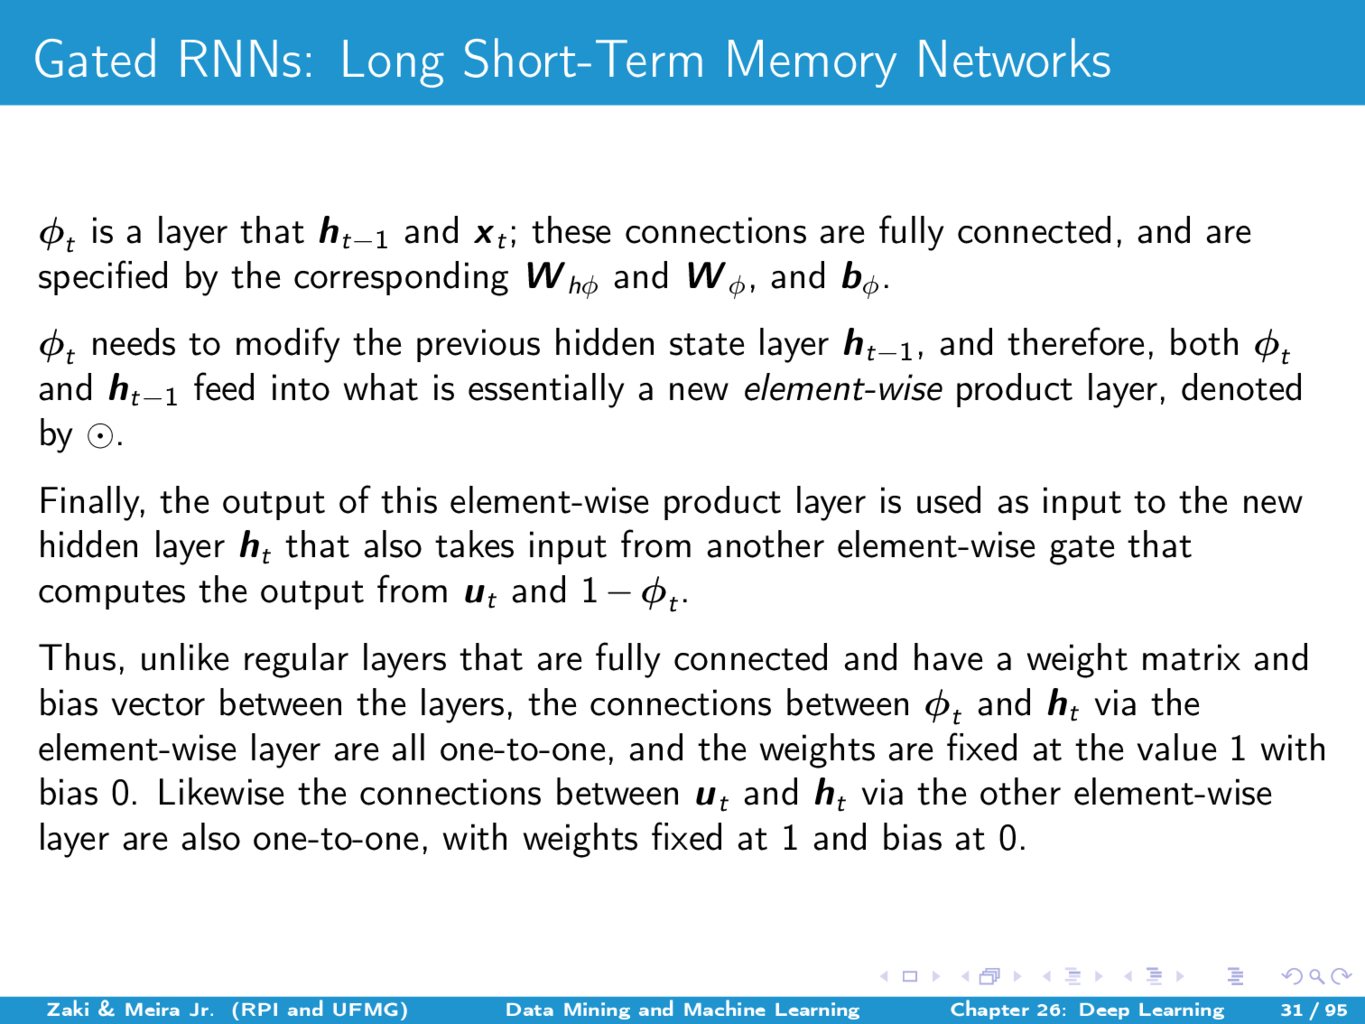 Gated RNNs: Long Short-Term Memory Networks
ϕ_t is a layer that h_{t−1} and x_t; these connections are fully connected, and are
specified by the corresponding W_{hϕ} and W_ϕ, and b_ϕ.
ϕ_t needs to modify the previous hidden state layer h_{t−1}, and therefore, both ϕ_t
and h_{t−1} feed into what is essentially a new element-wise product layer, denoted
by ⊙.
Finally, the output of this element-wise product layer is used as input to the new
hidden layer h_t that also takes input from another element-wise gate that
computes the output from u_t and 1 − ϕ_t.
Thus, unlike regular layers that are fully connected and have a weight matrix and
bias vector between the layers, the connections between ϕ_t and h_t via the
element-wise layer are all one-to-one, and the weights are fixed at the value 1 with
bias 0. Likewise the connections between u_t and h_t via the other element-wise
layer are also one-to-one, with weights fixed at 1 and bias at 0.
Zaki & Meira Jr. (RPI and UFMG) Data Mining and Machine Learning Chapter 26: Deep Learning 31 / 95